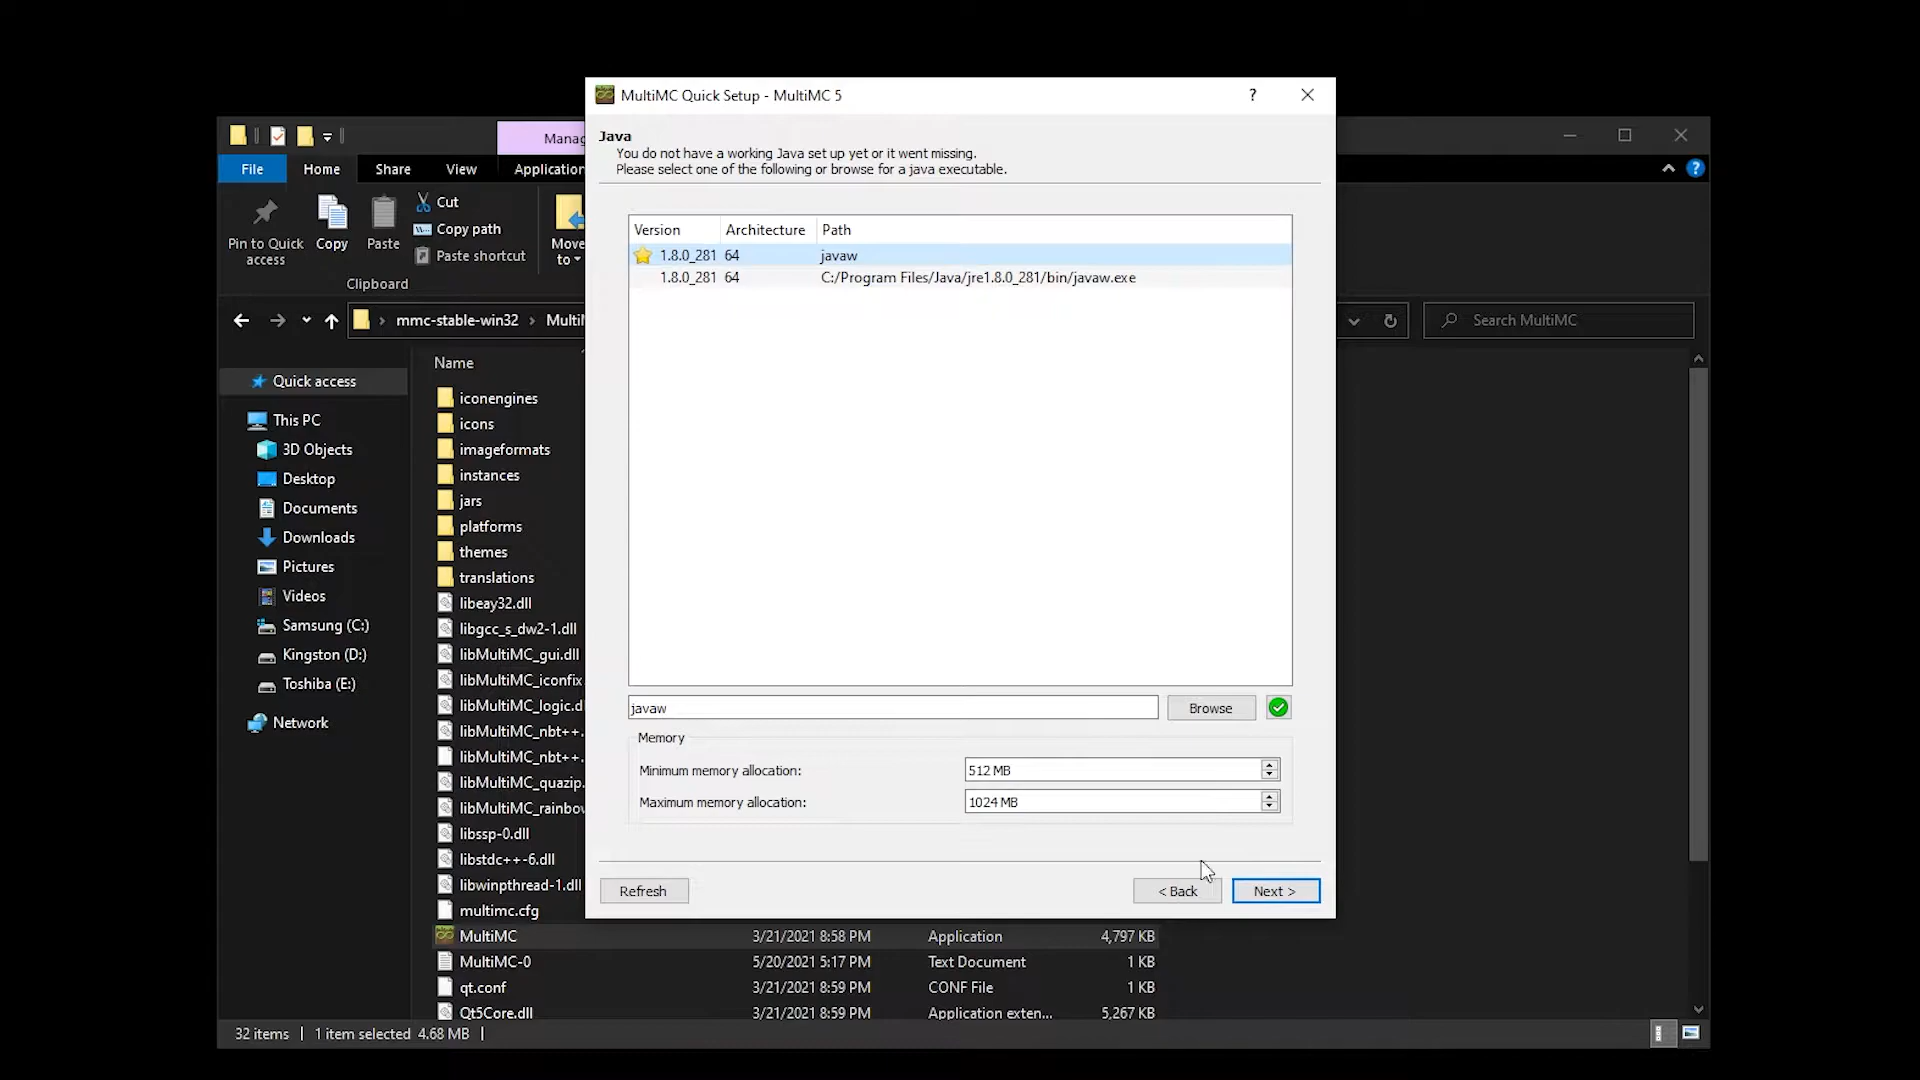 MultiMC Quick Setup - MultiMC 5
?
Java
You do not have a working Java set up yet or it went missing.
Please select one of the following or browse for a java executable.
Version Architecture Path
1.8.0_281 64 javaw
1.8.0_281 64 C:/Program Files/Java/jre1.8.0_281/bin/javaw.exe
javaw
Browse
Memory
Minimum memory allocation: 512 MB
Maximum memory allocation: 1024 MB
Refresh
< Back
Next >
Manag
File Home Share View Application
?
Pin to Quick
access
Copy
Paste
Cut
Copy path
Paste shortcut
Move
to
Clipboard
mmc-stable-win32 > MultiM
Search MultiMC
Quick access
This PC
3D Objects
Desktop
Documents
Downloads
Pictures
Videos
Samsung (C:)
Kingston (D:)
Toshiba (E:)
Network
Name
iconengines
icons
imageformats
instances
jars
platforms
themes
translations
libeay32.dll
libgcc_s_dw2-1.dll
libMultiMC_gui.dll
libMultiMC_iconfix
libMultiMC_logic.dl
libMultiMC_nbt++.
libMultiMC_nbt++.
libMultiMC_quazip.
libMultiMC_rainbow
libssp-0.dll
libstdc++-6.dll
libwinpthread-1.dll
multimc.cfg
MultiMC 3/21/2021 8:58 PM Application 4,797 KB
MultiMC-0 5/20/2021 5:17 PM Text Document 1 KB
qt.conf 3/21/2021 8:59 PM CONF File 1 KB
Qt5Core.dll 3/21/2021 8:59 PM Application exten... 5,267 KB
32 items | 1 item selected 4.68 MB |